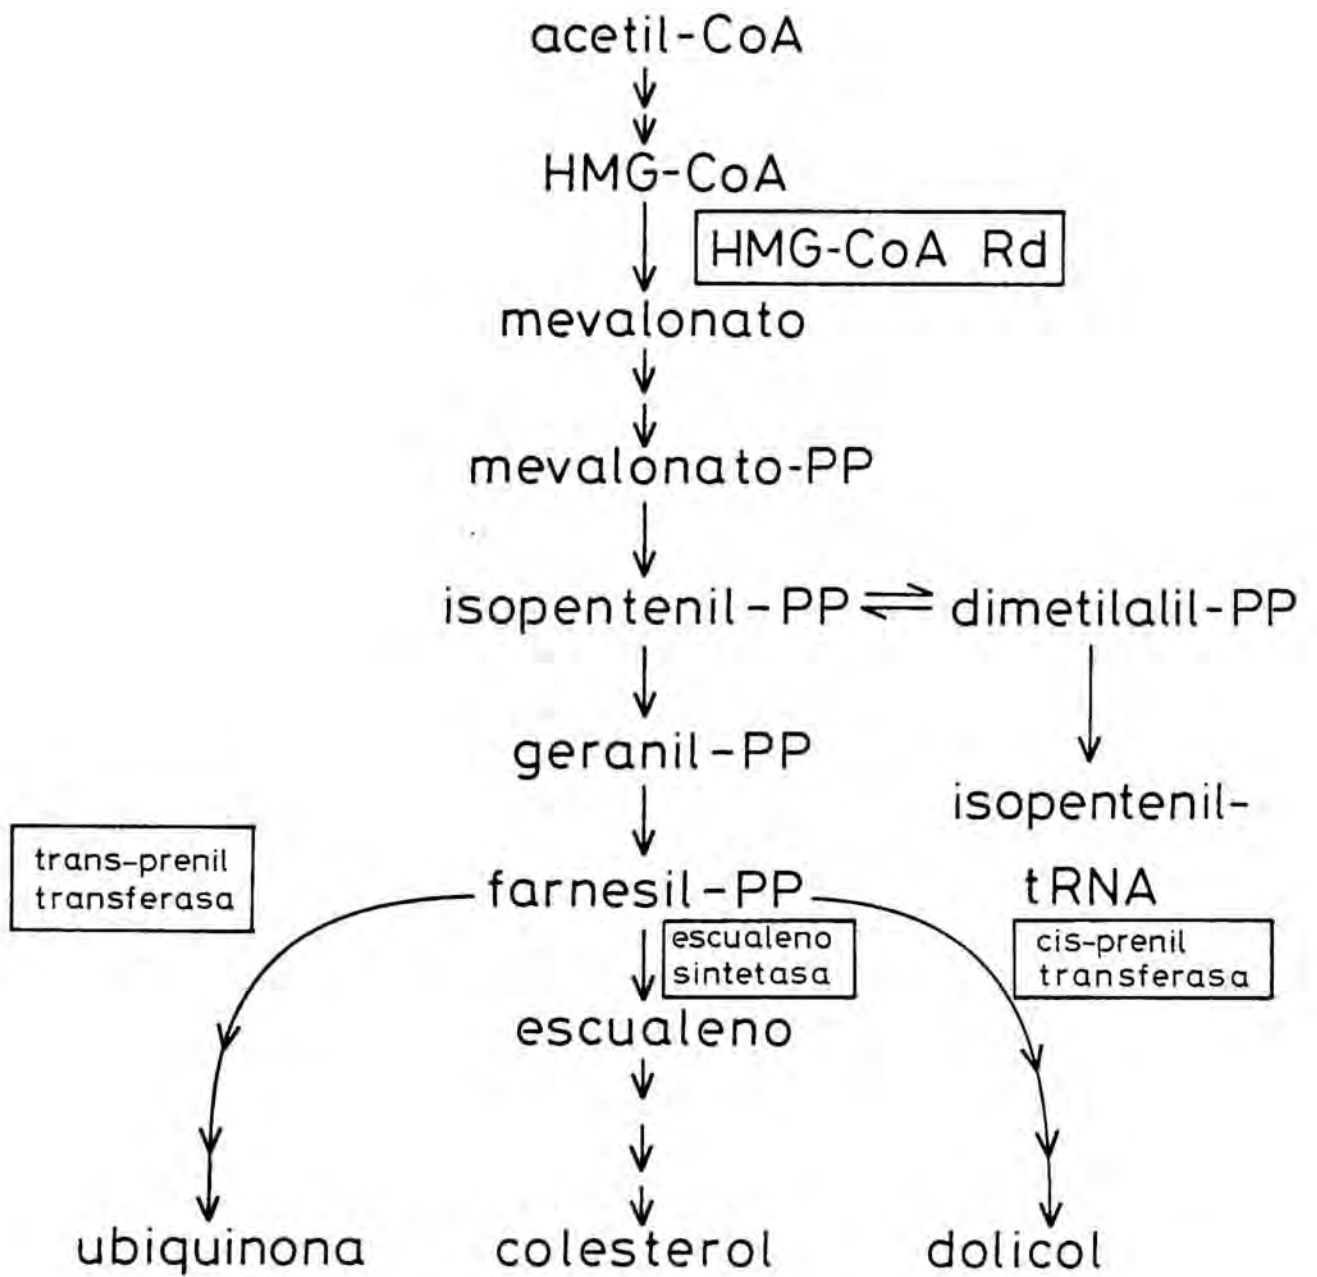 acetil-CoA
HMG-CoA
HMG-CoA Rd
mevalonato
mevalonato-PP
isopentenil-PP
dimetilalil-PP
geranil-PP
isopentenil-
tRNA
trans-prenil
transferasa
farnesil-PP
escualeno
sintetasa
cis-prenil
transferasa
escualeno
ubiquinona
colesterol
dolicol